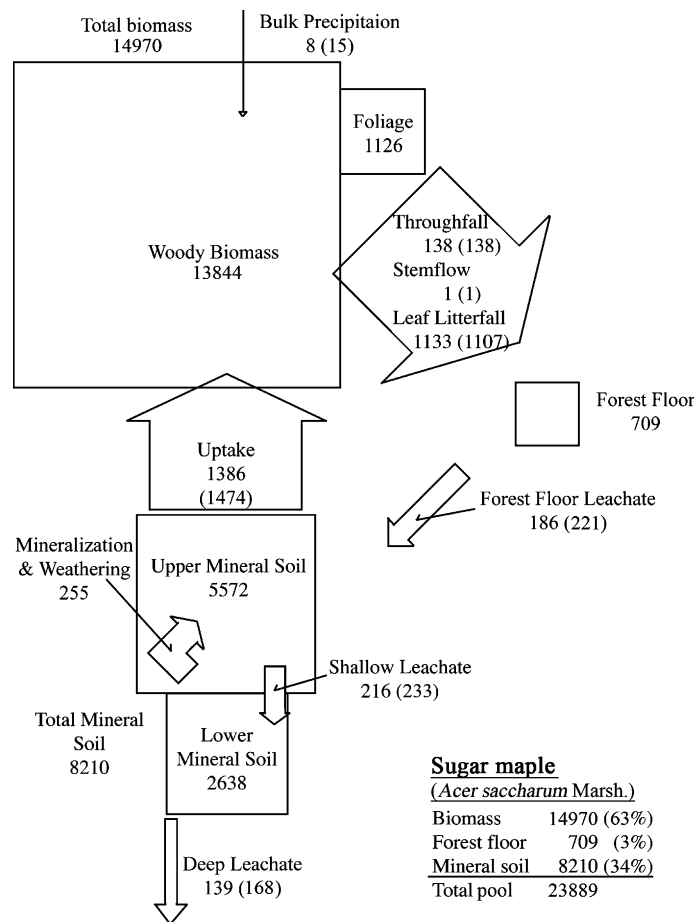 Total biomass
14970
Bulk Precipitaion
8 (15)
Foliage
1126
Woody Biomass
13844
Throughfall
138 (138)
Stemflow
1 (1)
Leaf Litterfall
1133 (1107)
Forest Floor
709
Uptake
1386
(1474)
Forest Floor Leachate
186 (221)
Mineralization
& Weathering
255
Upper Mineral Soil
5572
Shallow Leachate
216 (233)
Total Mineral
Soil
8210
Lower
Mineral Soil
2638
Deep Leachate
139 (168)
Sugar maple
(Acer saccharum Marsh.)
Biomass 14970 (63%)
Forest floor 709 (3%)
Mineral soil 8210 (34%)
Total pool 23889